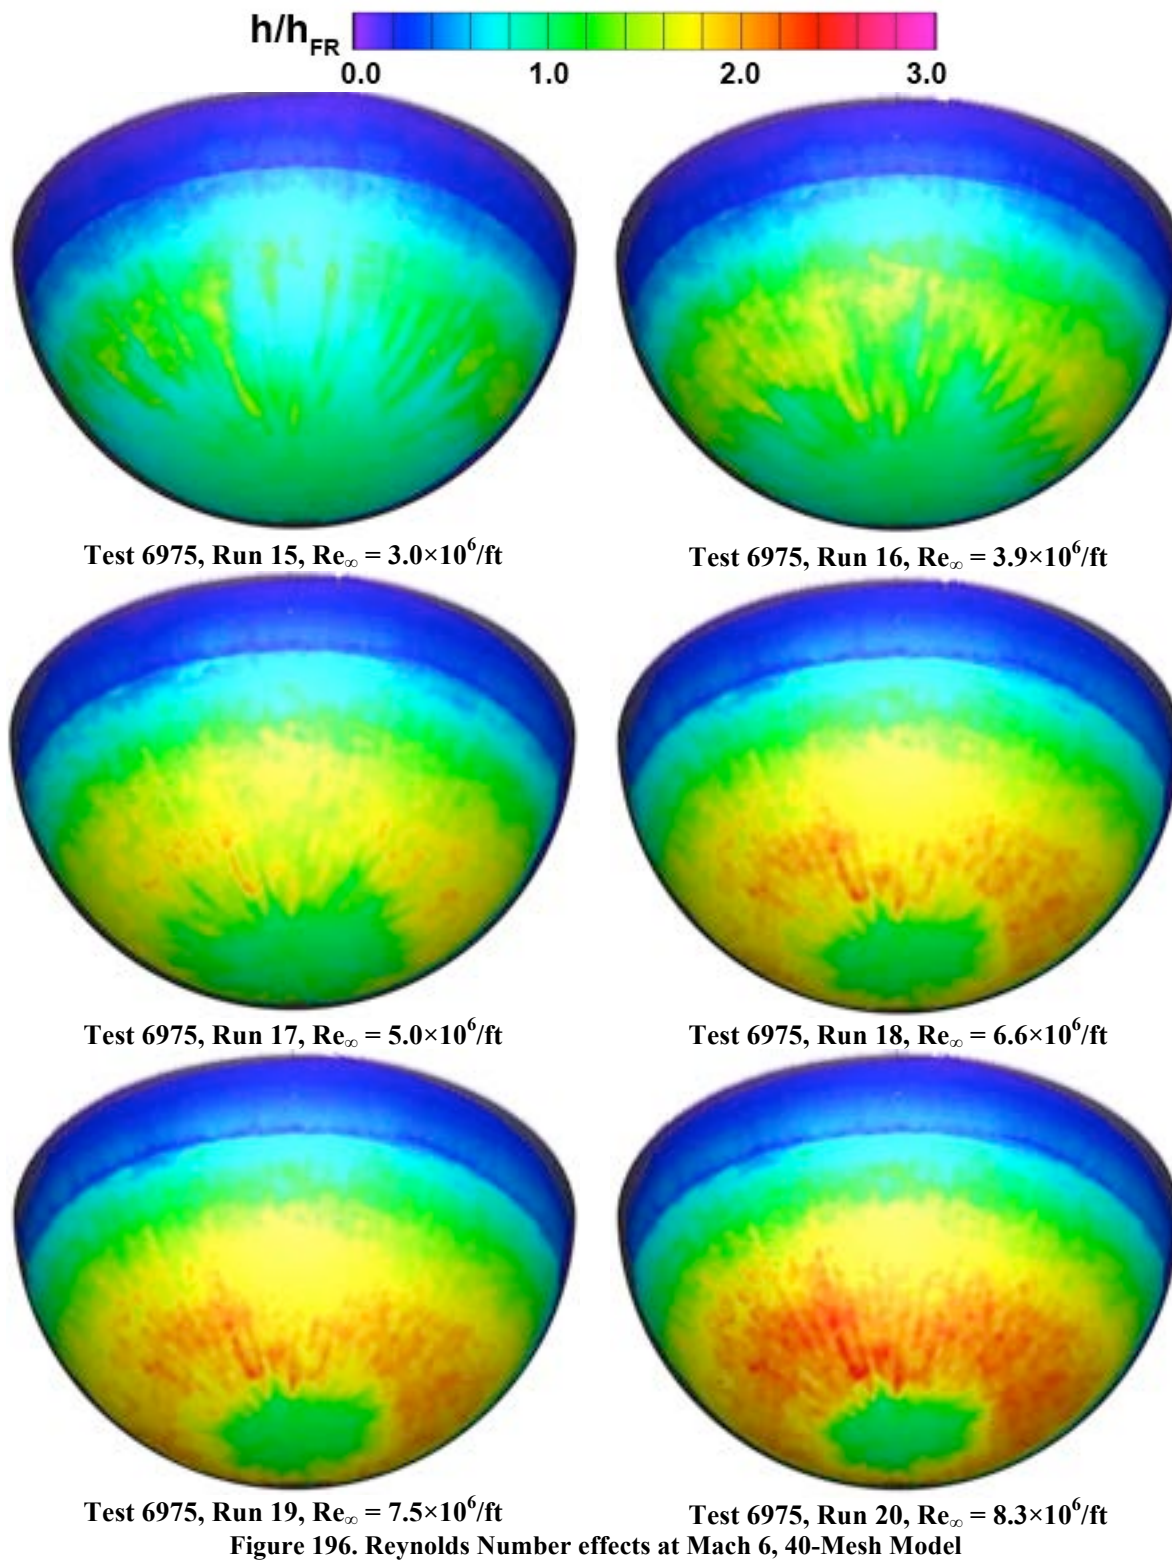 h/h_FR
0.0 1.0 2.0 3.0
Test 6975, Run 15, Re∞ = 3.0×10⁶/ft
Test 6975, Run 16, Re∞ = 3.9×10⁶/ft
Test 6975, Run 17, Re∞ = 5.0×10⁶/ft
Test 6975, Run 18, Re∞ = 6.6×10⁶/ft
Test 6975, Run 19, Re∞ = 7.5×10⁶/ft
Test 6975, Run 20, Re∞ = 8.3×10⁶/ft
Figure 196. Reynolds Number effects at Mach 6, 40-Mesh Model